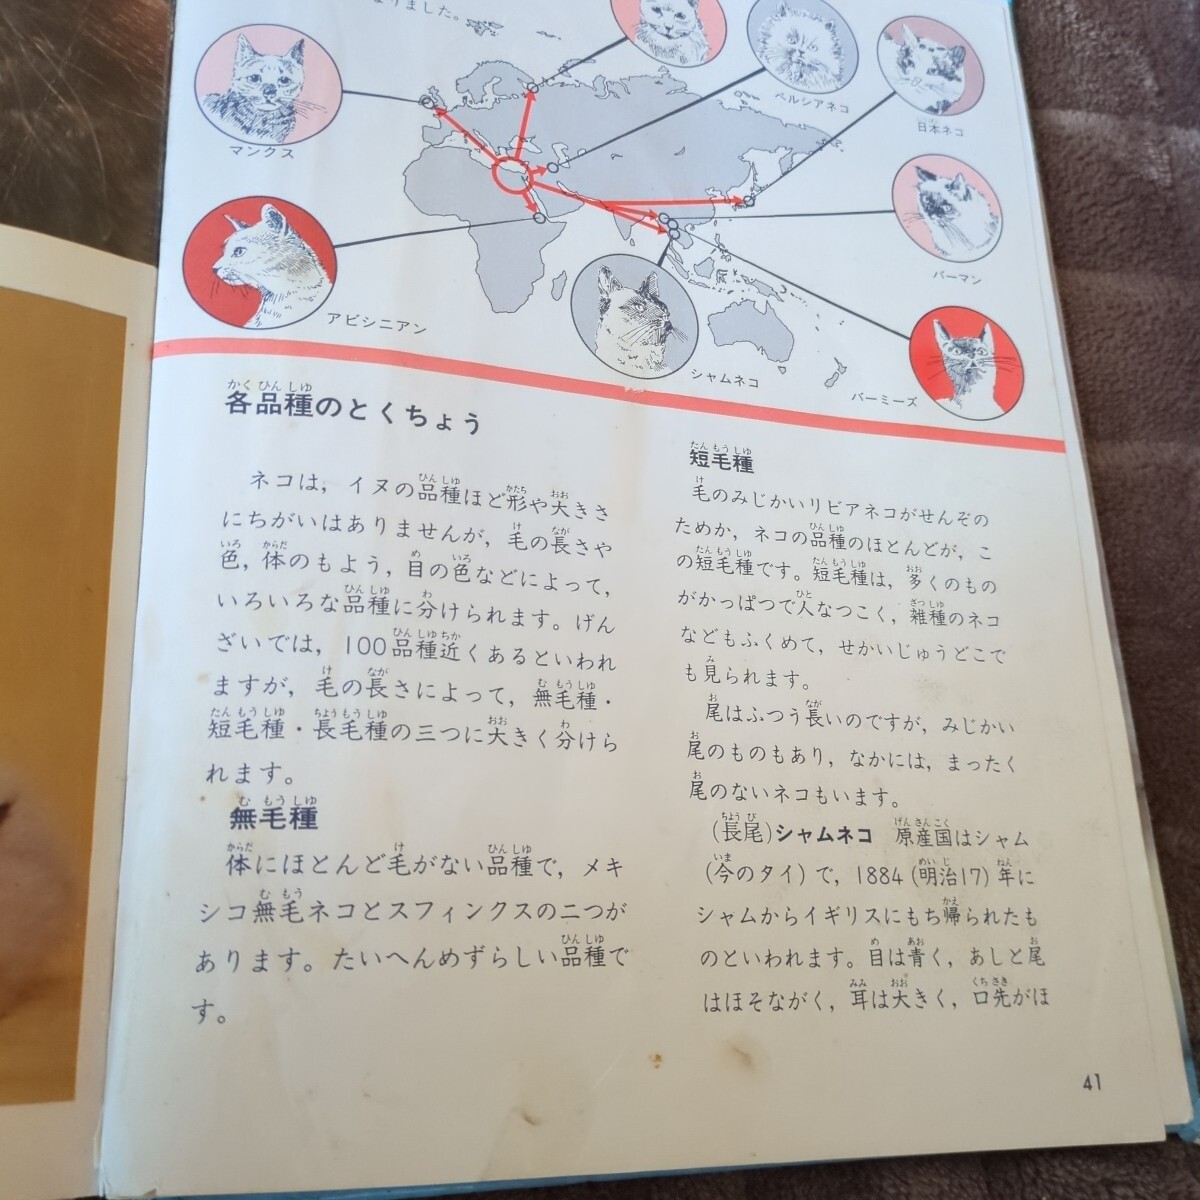 なりました。
マンクス
ペルシアネコ
日本ネコ
バーマン
アビシニアン
シャムネコ
バーミーズ
各品種のとくちょう
ネコは，イヌの品種ほど形や大きさ
にちがいはありませんが，毛の長さや
色，体のもよう，目の色などによって，
いろいろな品種に分けられます。げん
ざいでは，100品種近くあるといわれ
ますが，毛の長さによって，無毛種・
短毛種・長毛種の三つに大きく分けら
れます。
無毛種
体にほとんど毛がない品種で，メキ
シコ無毛ネコとスフィンクスの二つが
あります。たいへんめずらしい品種で
す。
短毛種
毛のみじかいリビアネコがせんぞの
ためか，ネコの品種のほとんどが，こ
の短毛種です。短毛種は，多くのもの
がかっぱつで人なつこく，雑種のネコ
などもふくめて，せかいじゅうどこで
も見られます。
尾はふつう長いのですが，みじかい
尾のものもあり，なかには，まったく
尾のないネコもいます。
(長尾)シャムネコ　原産国はシャム
(今のタイ)で，1884(明治17)年に
シャムからイギリスにもち帰られたも
のといわれます。目は青く，あしと尾
はほそながく，耳は大きく，口先がほ
41